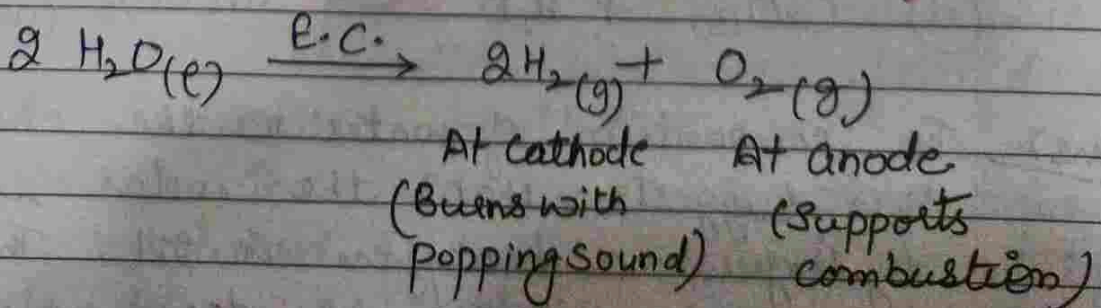 2 H₂O(l) E.C. → 2H₂(g) + O₂(g)
At cathode At anode
(Burns with (Supports
popping sound) combustion)